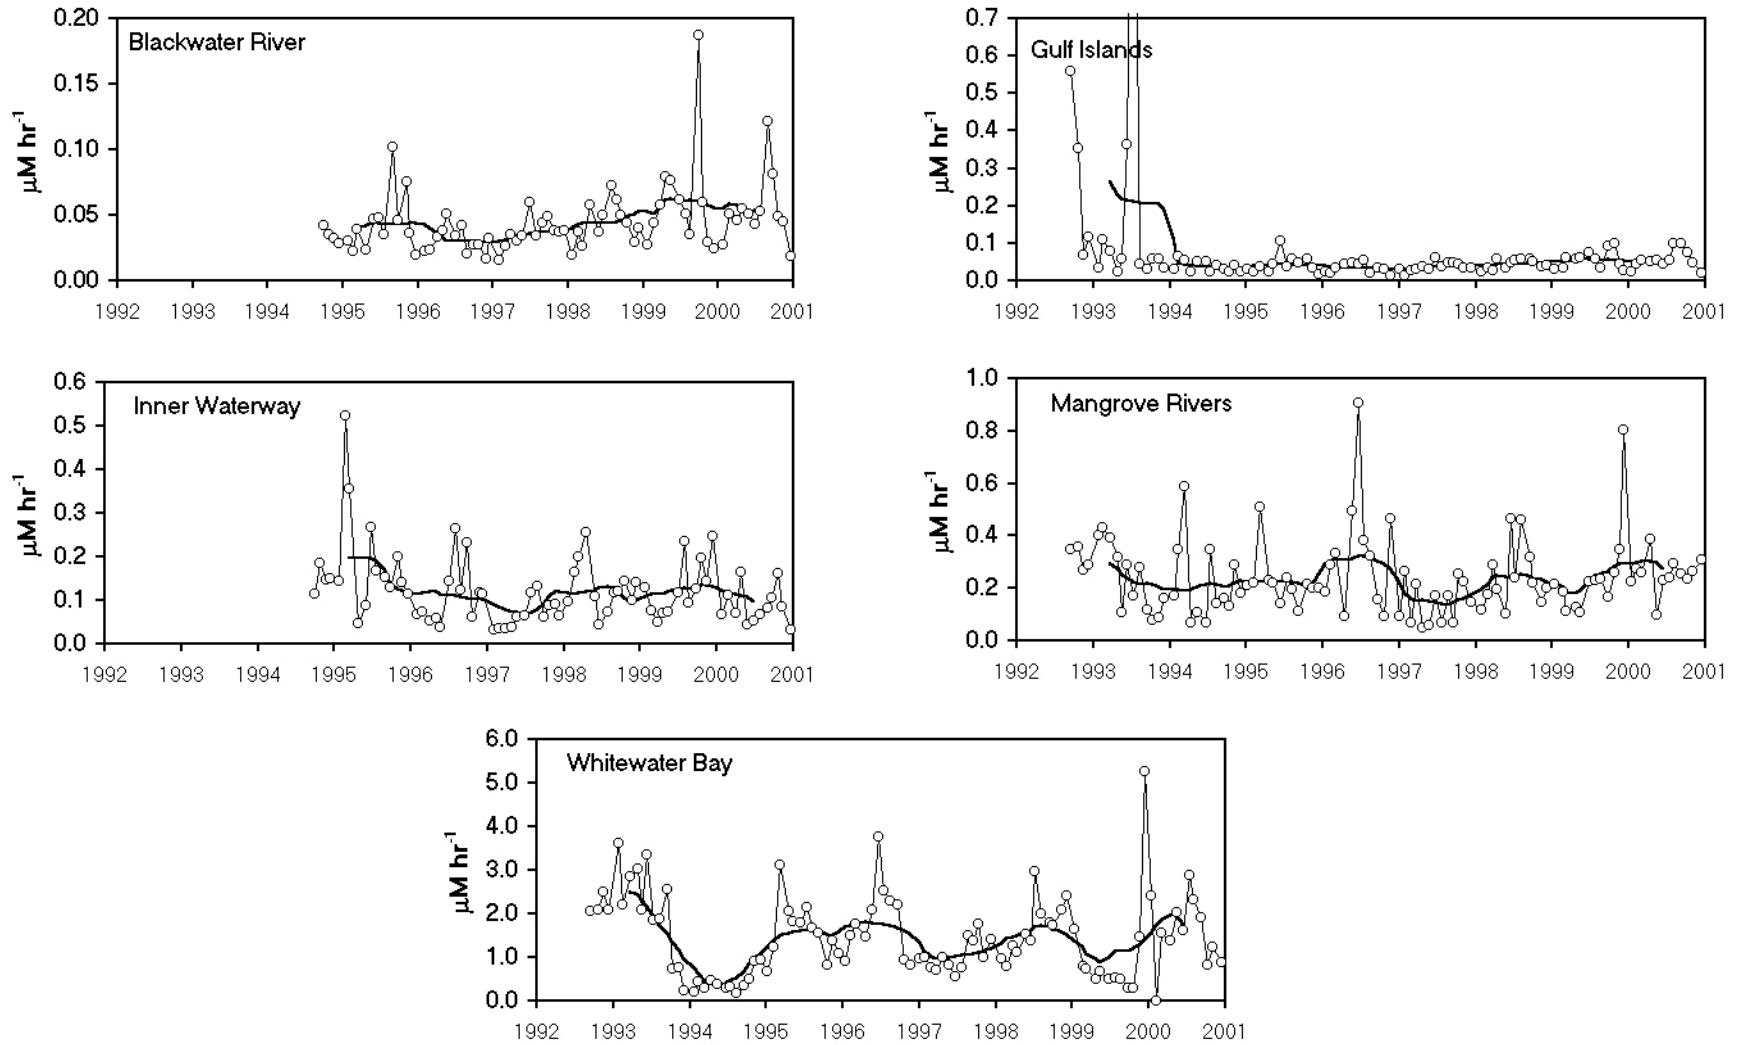 Blackwater River
0.20
0.15
0.10
0.05
0.00
μM hr-1
1992 1993 1994 1995 1996 1997 1998 1999 2000 2001
Gulf Islands
0.7
0.6
0.5
0.4
0.3
0.2
0.1
0.0
μM hr-1
1992 1993 1994 1995 1996 1997 1998 1999 2000 2001
Inner Waterway
0.6
0.5
0.4
0.3
0.2
0.1
0.0
μM hr-1
1992 1993 1994 1995 1996 1997 1998 1999 2000 2001
Mangrove Rivers
1.0
0.8
0.6
0.4
0.2
0.0
μM hr-1
1992 1993 1994 1995 1996 1997 1998 1999 2000 2001
Whitewater Bay
6.0
5.0
4.0
3.0
2.0
1.0
0.0
μM hr-1
1992 1993 1994 1995 1996 1997 1998 1999 2000 2001